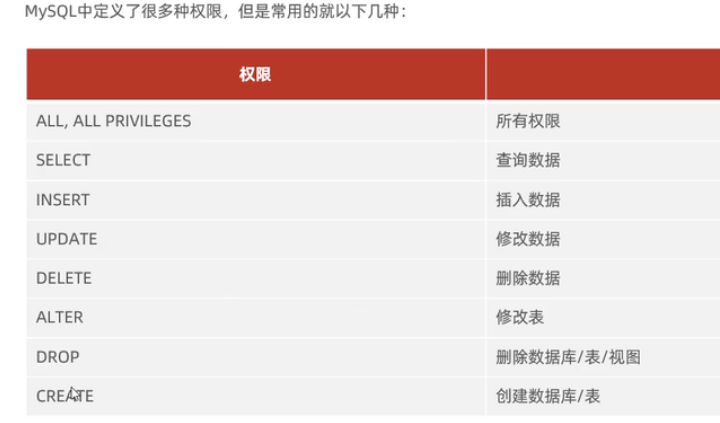 MySQL中定义了很多种权限，但是常用的就以下几种：
权限
ALL, ALL PRIVILEGES 所有权限
SELECT 查询数据
INSERT 插入数据
UPDATE 修改数据
DELETE 删除数据
ALTER 修改表
DROP 删除数据库/表/视图
CREATE 创建数据库/表